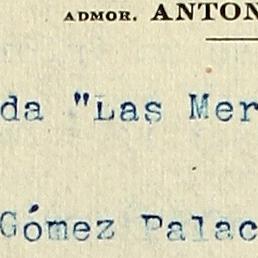 ADMOR. ANTON
da "Las Mer
Gómez Palac